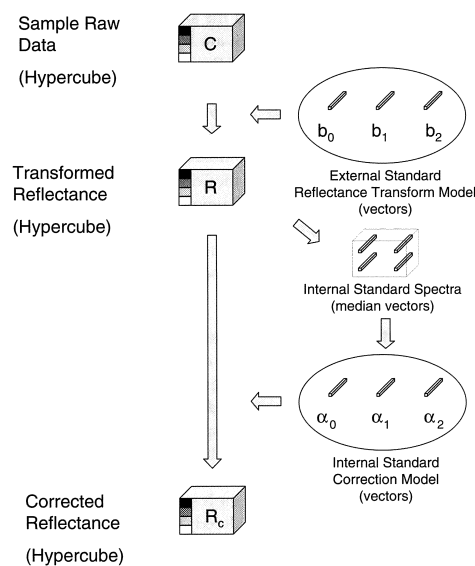 Sample Raw
Data
(Hypercube)
C
b0 b1 b2
External Standard
Reflectance Transform Model
(vectors)
Transformed
Reflectance
(Hypercube)
R
Internal Standard Spectra
(median vectors)
α0 α1 α2
Internal Standard
Correction Model
(vectors)
Corrected
Reflectance
(Hypercube)
Rc